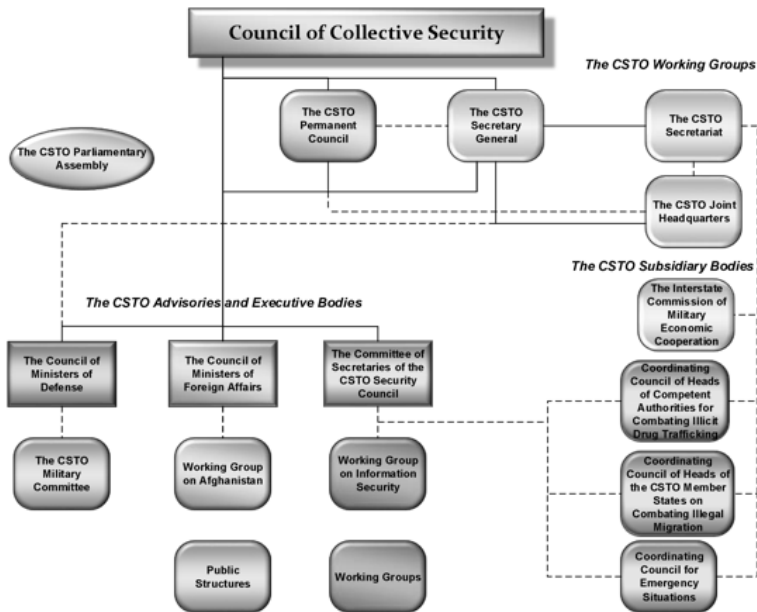 Council of Collective Security
The CSTO Working Groups
The CSTO
Permanent
Council
The CSTO
Secretary
General
The CSTO
Secretariat
The CSTO Parliamentary
Assembly
The CSTO Joint
Headquarters
The CSTO Subsidiary Bodies
The CSTO Advisories and Executive Bodies
The Interstate
Commission of
Military
Economic
Cooperation
The Council of
Ministers of
Defense
The Council of
Ministers of
Foreign Affairs
The Committee of
Secretaries of the
CSTO Security
Council
Coordinating
Council of Heads
of Competent
Authorities for
Combating Illicit
Drug Trafficking
The CSTO
Military
Committee
Working Group
on Afghanistan
Working Group
on Information
Security
Coordinating
Council of Heads of
the CSTO Member
States on
Combating Illegal
Migration
Public
Structures
Working Groups
Coordinating
Council for
Emergency
Situations